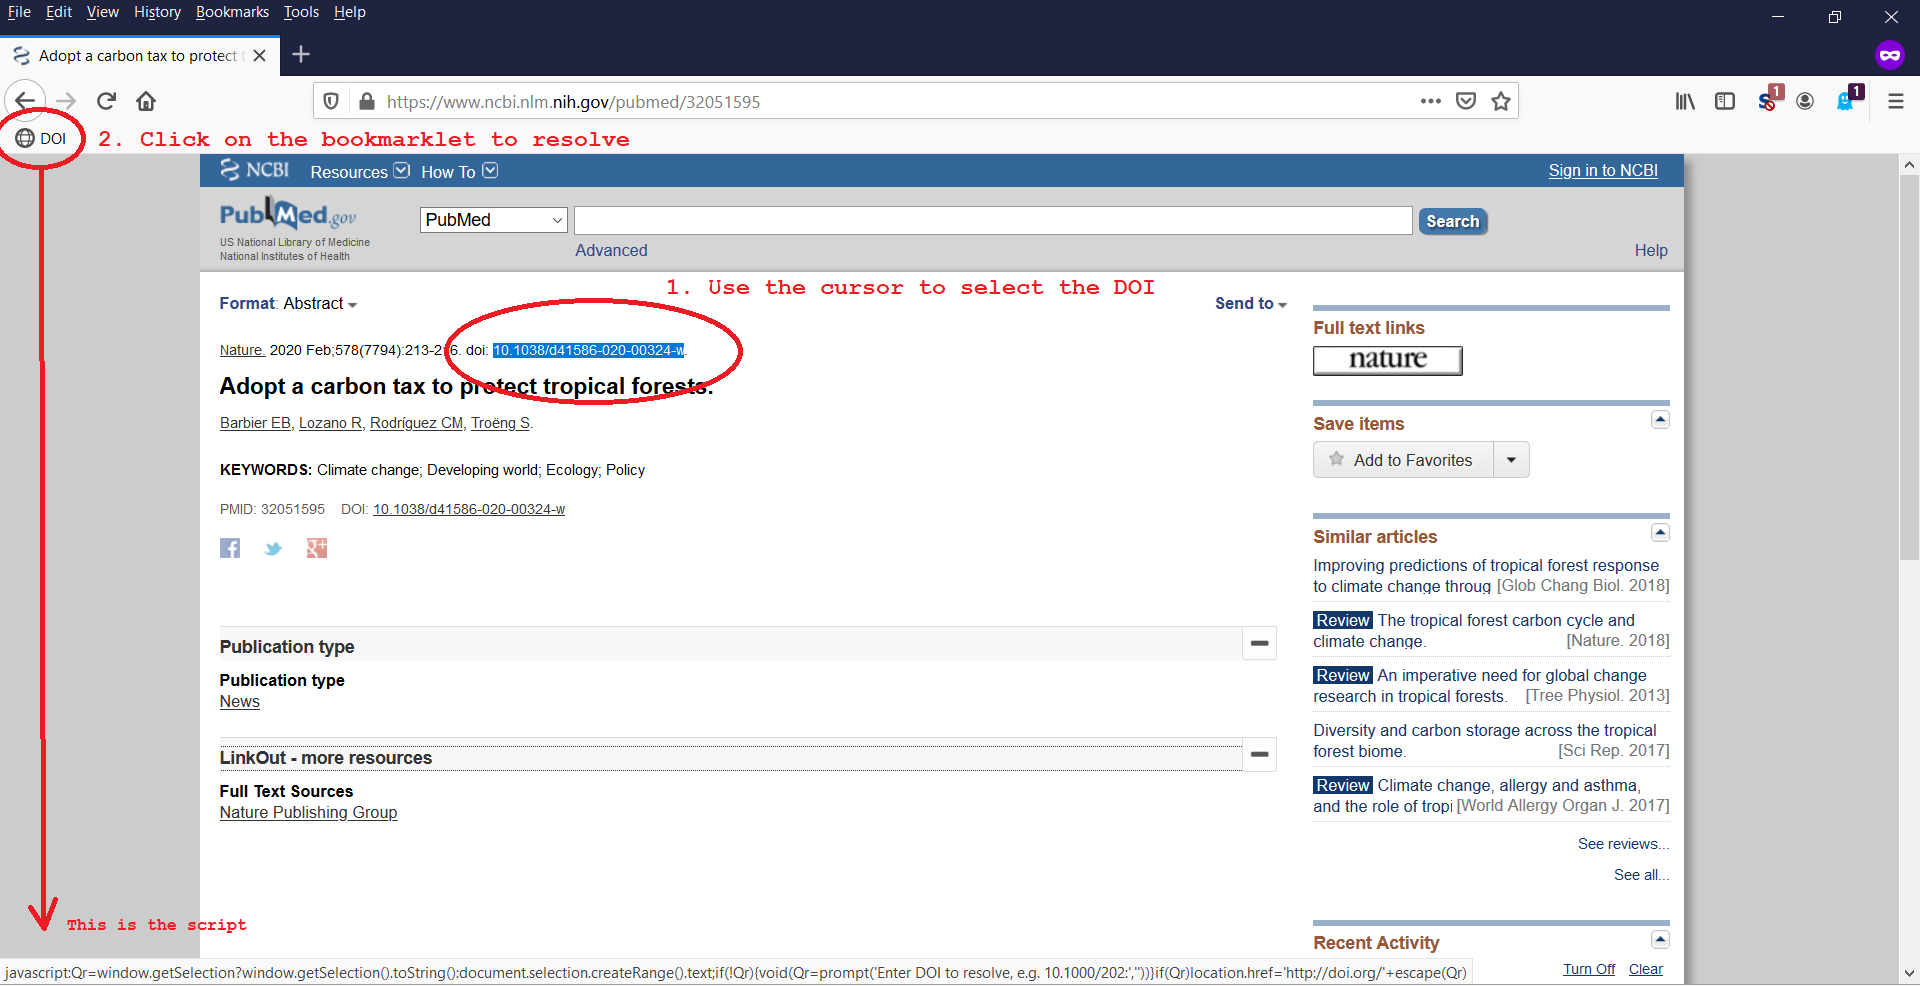 File Edit View History Bookmarks Tools Help
Adopt a carbon tax to protect t
https://www.ncbi.nlm.nih.gov/pubmed/32051595
1
1
DOI
2. Click on the bookmarklet to resolve
NCBI Resources How To Sign in to NCBI
PubMed.gov
US National Library of Medicine
National Institutes of Health
PubMed
Search
Advanced
Help
1. Use the cursor to select the DOI
Format: Abstract
Send to
Nature. 2020 Feb;578(7794):213-216. doi: 10.1038/d41586-020-00324-w.
Adopt a carbon tax to protect tropical forests.
Barbier EB, Lozano R, Rodríguez CM, Troëng S.
KEYWORDS: Climate change; Developing world; Ecology; Policy
PMID: 32051595 DOI: 10.1038/d41586-020-00324-w
Publication type
Publication type
News
LinkOut - more resources
Full Text Sources
Nature Publishing Group
Full text links
nature
Save items
Add to Favorites
Similar articles
Improving predictions of tropical forest response
to climate change throug [Glob Chang Biol. 2018]
Review The tropical forest carbon cycle and
climate change. [Nature. 2018]
Review An imperative need for global change
research in tropical forests. [Tree Physiol. 2013]
Diversity and carbon storage across the tropical
forest biome. [Sci Rep. 2017]
Review Climate change, allergy and asthma,
and the role of tropi [World Allergy Organ J. 2017]
See reviews...
See all...
Recent Activity
Turn Off Clear
This is the script
javascript:Qr=window.getSelection?window.getSelection().toString():document.selection.createRange().text;if(!Qr){void(Qr=prompt('Enter DOI to resolve, e.g. 10.1000/202:',''))}if(Qr)location.href='http://doi.org/'+escape(Qr)